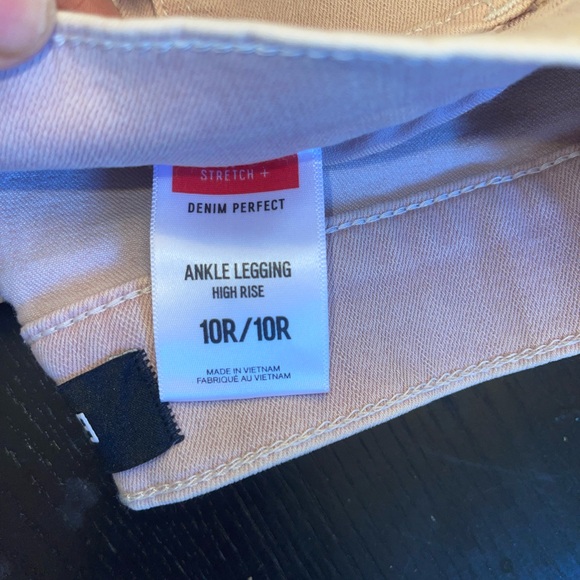 STRETCH +
DENIM PERFECT
ANKLE LEGGING
HIGH RISE
10R/10R
MADE IN VIETNAM
FABRIQUÉ AU VIETNAM